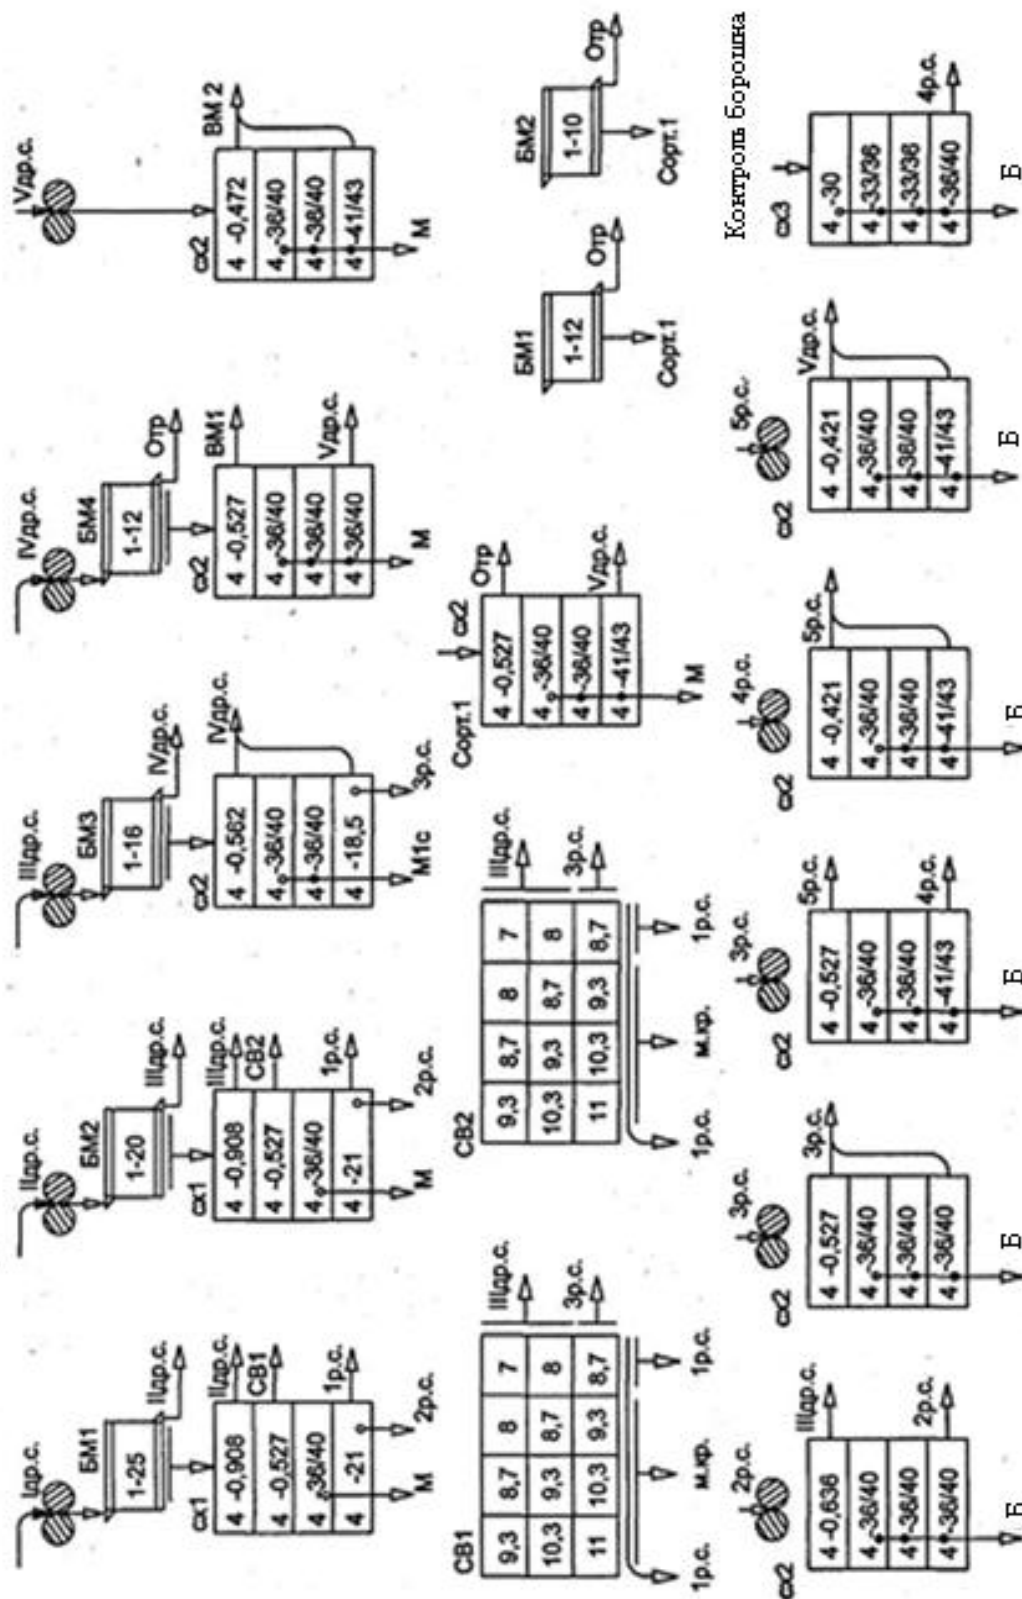 Iдр.с.
БМ1
1-25
IIдр.с.
сх1
4 -0,908
4 -0,527
4 -36/40
4 -21
IIдр.с.
СВ1
1р.с.
М
2р.с.
IIдр.с.
БМ2
1-20
IIIдр.с.
сх1
4 -0,908
4 -0,527
4 -36/40
4 -21
IIIдр.с.
СВ2
1р.с.
М
2р.с.
IIIдр.с.
БМ3
1-16
IVдр.с.
сх2
4 -0,562
4 -36/40
4 -36/40
4 -18,5
IVдр.с.
М1с
3р.с.
IVдр.с.
БМ4
1-12
Отр
сх2
4 -0,527
4 -36/40
4 -36/40
4 -36/40
ВМ1
Vдр.с.
М
Vдр.с.
сх2
4 -0,472
4 -36/40
4 -36/40
4 -41/43
ВМ 2
М
СВ1
9,3 8,7 8 7
10,3 9,3 8,7 8
11 10,3 9,3 8,7
IIIдр.с.
3р.с.
1р.с. м.кр. 1р.с.
СВ2
9,3 8,7 8 7
10,3 9,3 8,7 8
11 10,3 9,3 8,7
IIIдр.с.
3р.с.
1р.с. м.кр. 1р.с.
Сорт.1
сх2
4 -0,527
4 -36/40
4 -36/40
4 -41/43
Отр
Vдр.с.
М
БМ1
1-12
Отр
Сорт.1
БМ2
1-10
Отр
Сорт.1
2р.с.
сх2
4 -0,636
4 -36/40
4 -36/40
4 -36/40
IIIдр.с.
2р.с.
Б
3р.с.
сх2
4 -0,527
4 -36/40
4 -36/40
4 -36/40
3р.с.
Б
3р.с.
сх2
4 -0,527
4 -36/40
4 -36/40
4 -41/43
5р.с.
4р.с.
Б
4р.с.
сх2
4 -0,421
4 -36/40
4 -36/40
4 -41/43
5р.с.
Б
5р.с.
сх2
4 -0,421
4 -36/40
4 -36/40
4 -41/43
Vдр.с.
Б
Контроль борошна
сх3
4 -30
4 -33/36
4 -33/36
4 -36/40
4р.с.
Б